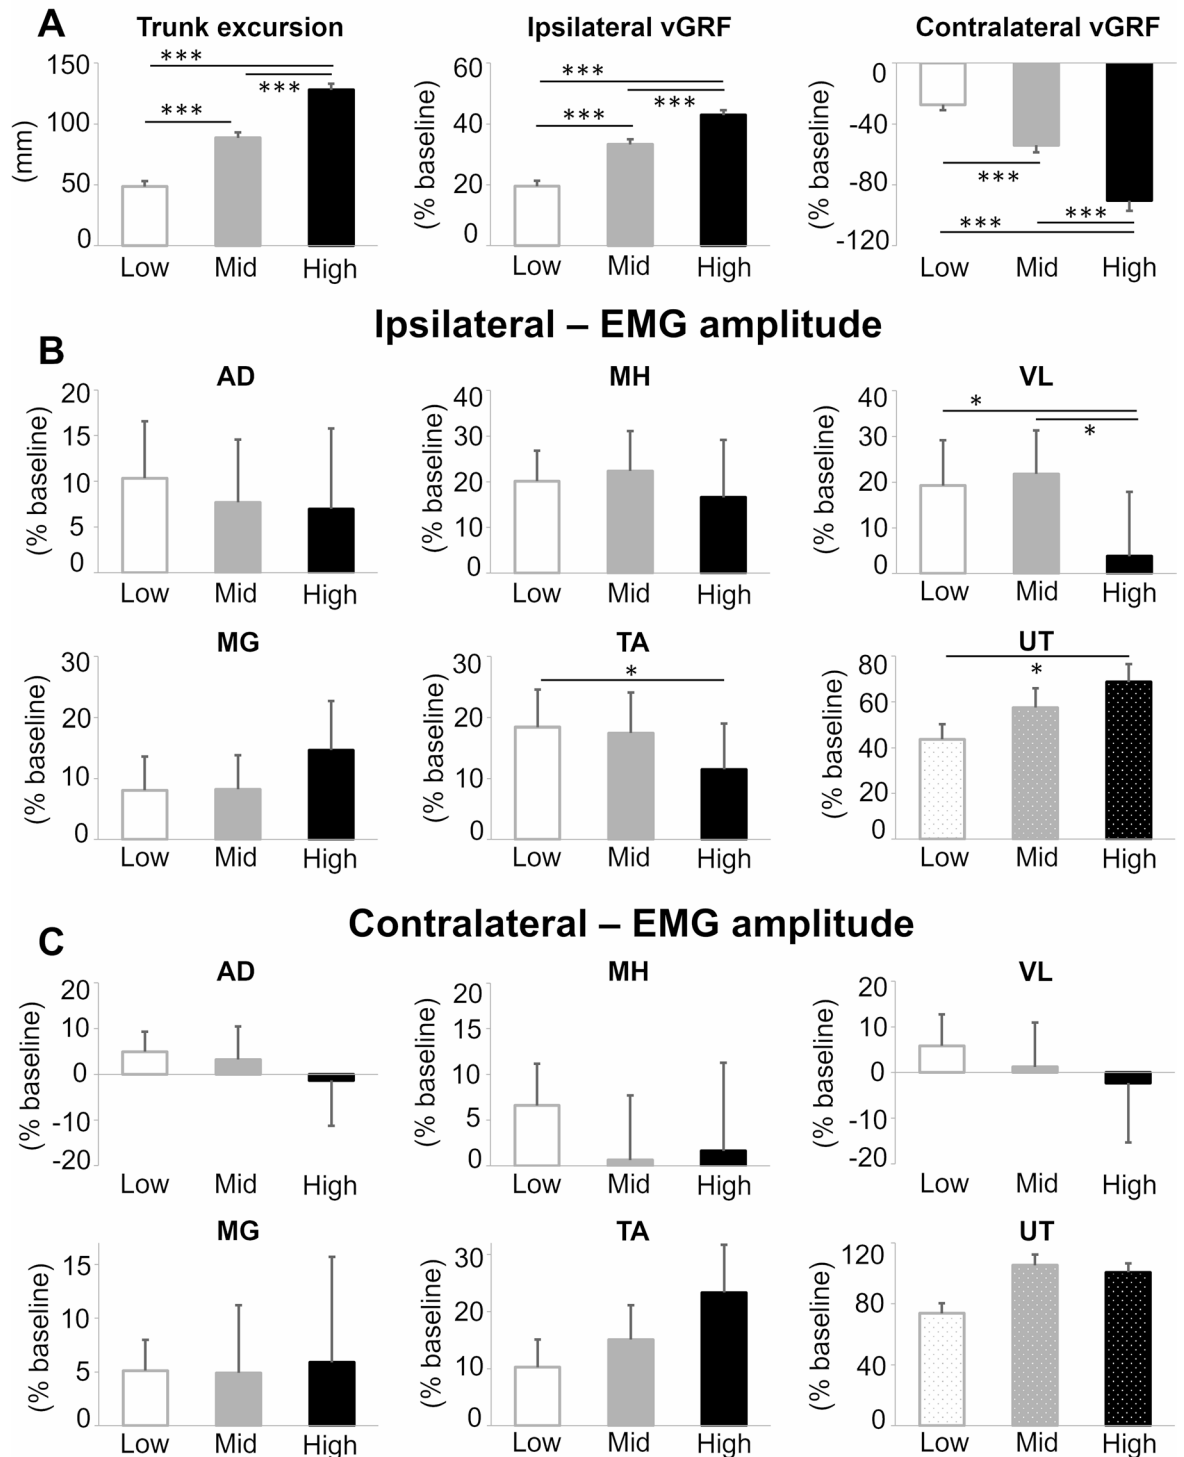 A
Trunk excursion
Ipsilateral vGRF
Contralateral vGRF
(mm)
150
100
50
0
***
***
***
Low Mid High
(% baseline)
60
40
20
0
***
***
***
Low Mid High
(% baseline)
0
-40
-80
-120
***
***
***
Low Mid High
Ipsilateral – EMG amplitude
B
AD
(% baseline)
20
15
10
5
0
Low Mid High
MH
(% baseline)
40
30
20
10
0
Low Mid High
VL
(% baseline)
40
30
20
10
0
*
*
Low Mid High
MG
(% baseline)
30
20
10
0
Low Mid High
TA
(% baseline)
30
20
10
0
*
Low Mid High
UT
(% baseline)
80
60
40
20
0
*
Low Mid High
Contralateral – EMG amplitude
C
AD
(% baseline)
20
10
0
-10
-20
Low Mid High
MH
(% baseline)
20
15
10
5
0
Low Mid High
VL
(% baseline)
20
10
0
-10
-20
Low Mid High
MG
(% baseline)
15
10
5
0
Low Mid High
TA
(% baseline)
30
20
10
0
Low Mid High
UT
(% baseline)
120
80
40
0
Low Mid High